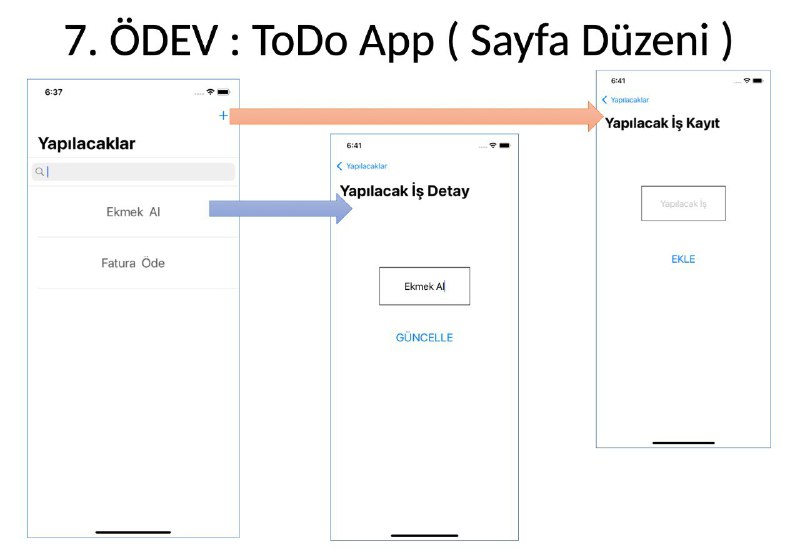 7. ÖDEV : ToDo App ( Sayfa Düzeni )
6:37
+
Yapılacaklar
Ekmek Al
Fatura Öde
6:41
Yapılacaklar
Yapılacak İş Detay
Ekmek Al
GÜNCELLE
6:41
Yapılacaklar
Yapılacak İş Kayıt
Yapılacak İş
EKLE